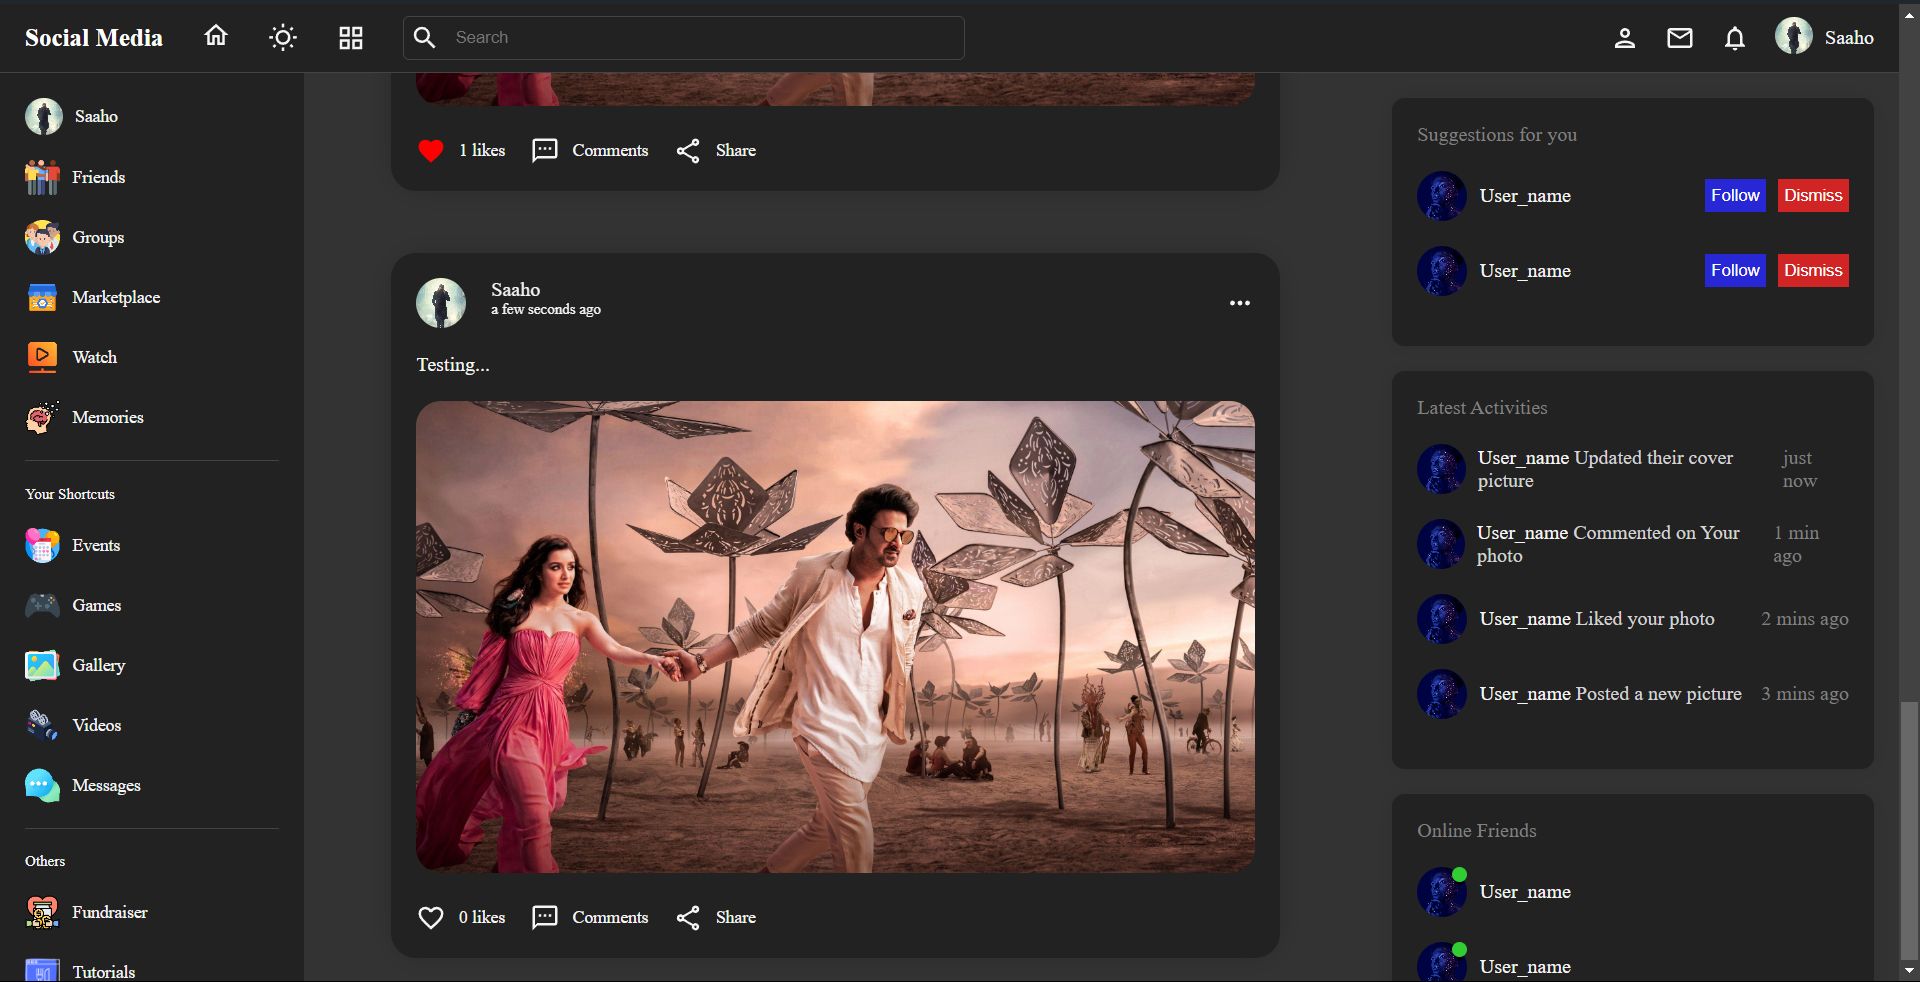 Social Media
Search
Saaho
Saaho
Friends
Groups
Marketplace
Watch
Memories
Your Shortcuts
Events
Games
Gallery
Videos
Messages
Others
Fundraiser
Tutorials
1 likes Comments Share
Saaho
a few seconds ago
Testing...
0 likes Comments Share
Suggestions for you
User_name Follow Dismiss
User_name Follow Dismiss
Latest Activities
User_name Updated their cover
picture
just
now
User_name Commented on Your
photo
1 min
ago
User_name Liked your photo 2 mins ago
User_name Posted a new picture 3 mins ago
Online Friends
User_name
User_name